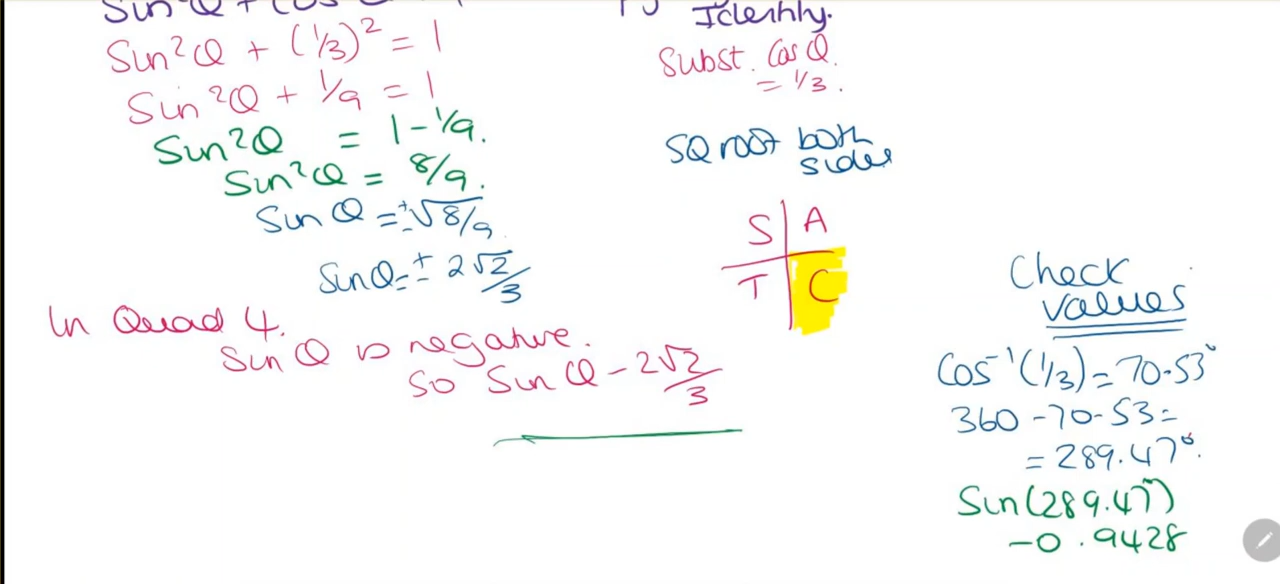 Sin²θ + cos
Identity.
Sin²θ + (1/3)² = 1
Subst. Cos θ
= 1/3.
Sin²θ + 1/9 = 1
Sin²θ = 1 - 1/9.
SQ root both
sides
Sin²θ = 8/9.
Sin θ = ±√8/9
Sin θ = ± 2√2/3
S A
T C
In Quad 4.
Sin θ is negative.
So Sin θ - 2√2/3
Check
values
Cos⁻¹(1/3) = 70.53°
360 - 70.53 =
= 289.47°.
Sin(289.47°)
-0.9428